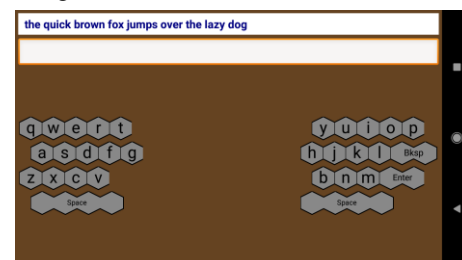 the quick brown fox jumps over the lazy dog
q w e r t y u i o p
a s d f g h j k l Bksp
z x c v b n m Enter
Space Space